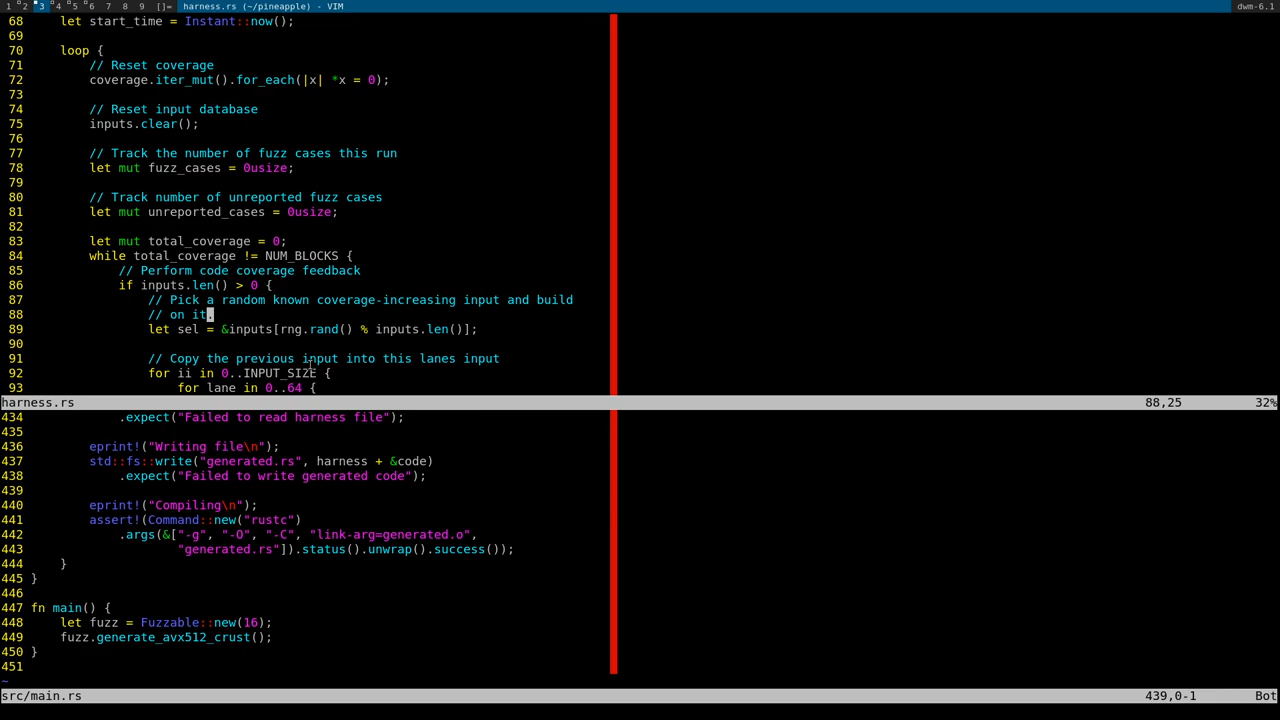 1 2 3 4 5 6 7 8 9 []= harness.rs (~/pineapple) - VIM dwm-6.1
68     let start_time = Instant::now();
69
70     loop {
71         // Reset coverage
72         coverage.iter_mut().for_each(|x| *x = 0);
73
74         // Reset input database
75         inputs.clear();
76
77         // Track the number of fuzz cases this run
78         let mut fuzz_cases = 0usize;
79
80         // Track number of unreported fuzz cases
81         let mut unreported_cases = 0usize;
82
83         let mut total_coverage = 0;
84         while total_coverage != NUM_BLOCKS {
85             // Perform code coverage feedback
86             if inputs.len() > 0 {
87                 // Pick a random known coverage-increasing input and build
88                 // on it.
89                 let sel = &inputs[rng.rand() % inputs.len()];
90
91                 // Copy the previous input into this lanes input
92                 for ii in 0..INPUT_SIZE {
93                     for lane in 0..64 {
harness.rs 88,25 32%
434             .expect("Failed to read harness file");
435
436         eprint!("Writing file\n");
437         std::fs::write("generated.rs", harness + &code)
438             .expect("Failed to write generated code");
439
440         eprint!("Compiling\n");
441         assert!(Command::new("rustc")
442             .args(&["-g", "-O", "-C", "link-arg=generated.o",
443                     "generated.rs"]).status().unwrap().success());
444     }
445 }
446
447 fn main() {
448     let fuzz = Fuzzable::new(16);
449     fuzz.generate_avx512_crust();
450 }
451
~
src/main.rs 439,0-1 Bot